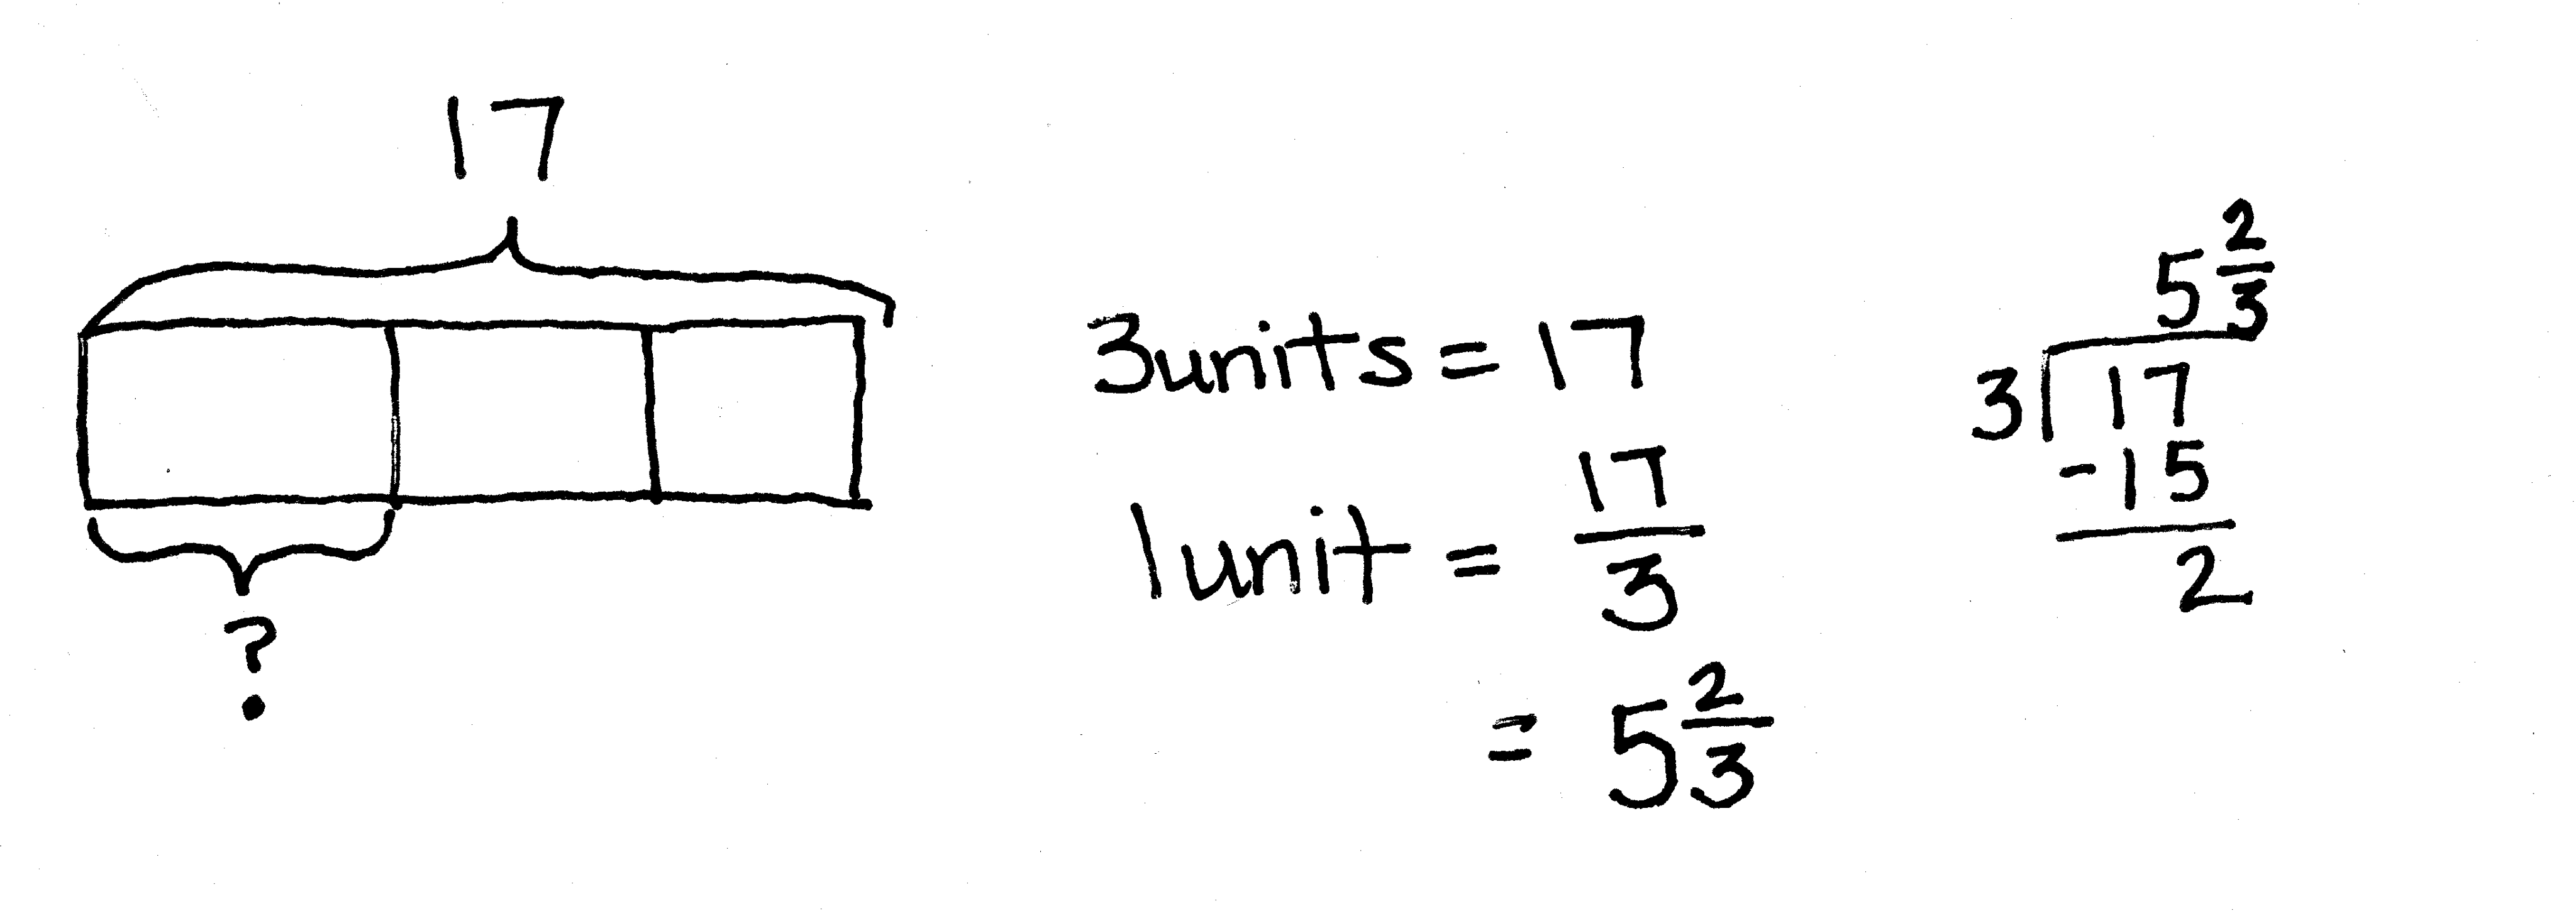 17
?
3units = 17
1unit = 17/3
= 5 2/3
5 2/3
3 17
-15
2